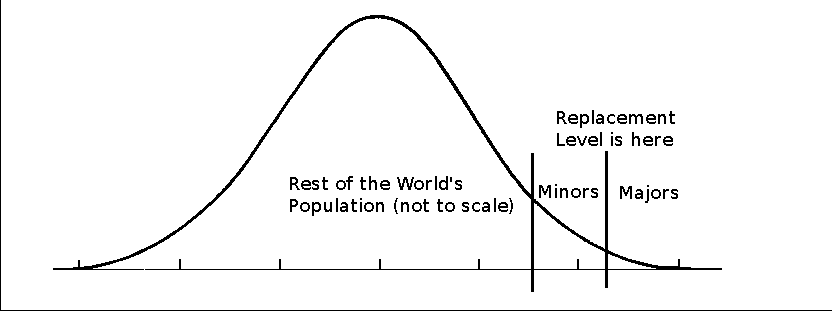 Replacement
Level is here
Rest of the World's
Population (not to scale)
Minors
Majors